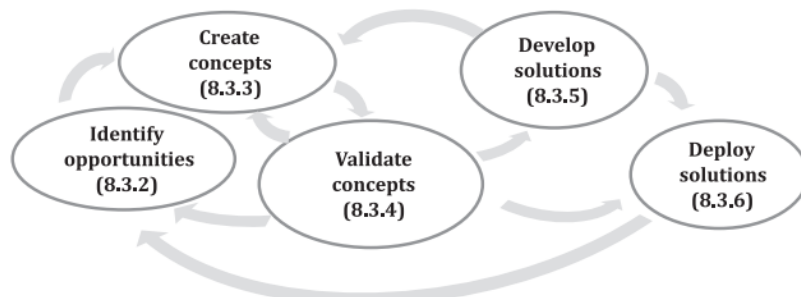 Create
concepts
(8.3.3)
Develop
solutions
(8.3.5)
Identify
opportunities
(8.3.2)
Validate
concepts
(8.3.4)
Deploy
solutions
(8.3.6)